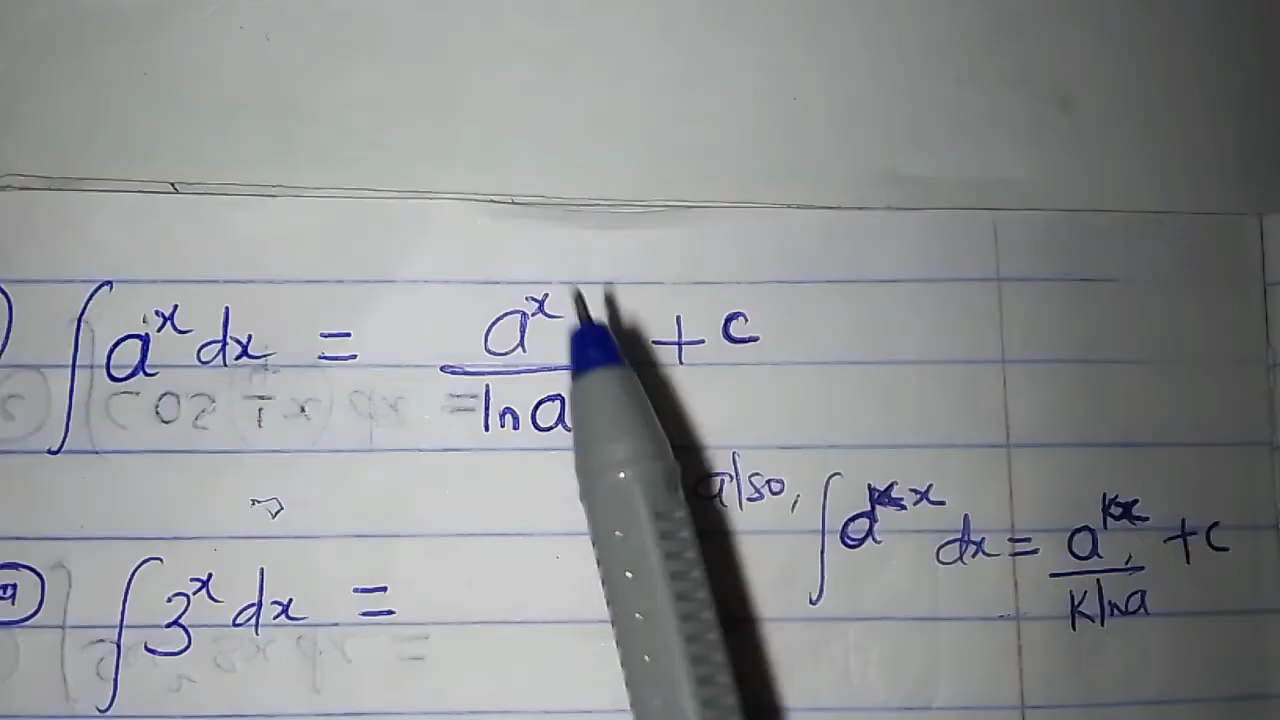 ∫ a^x dx = a^x / ln a + c
also, ∫ a^{kx} dx = a^{kx} / k ln a + c
∫ 3^x dx =